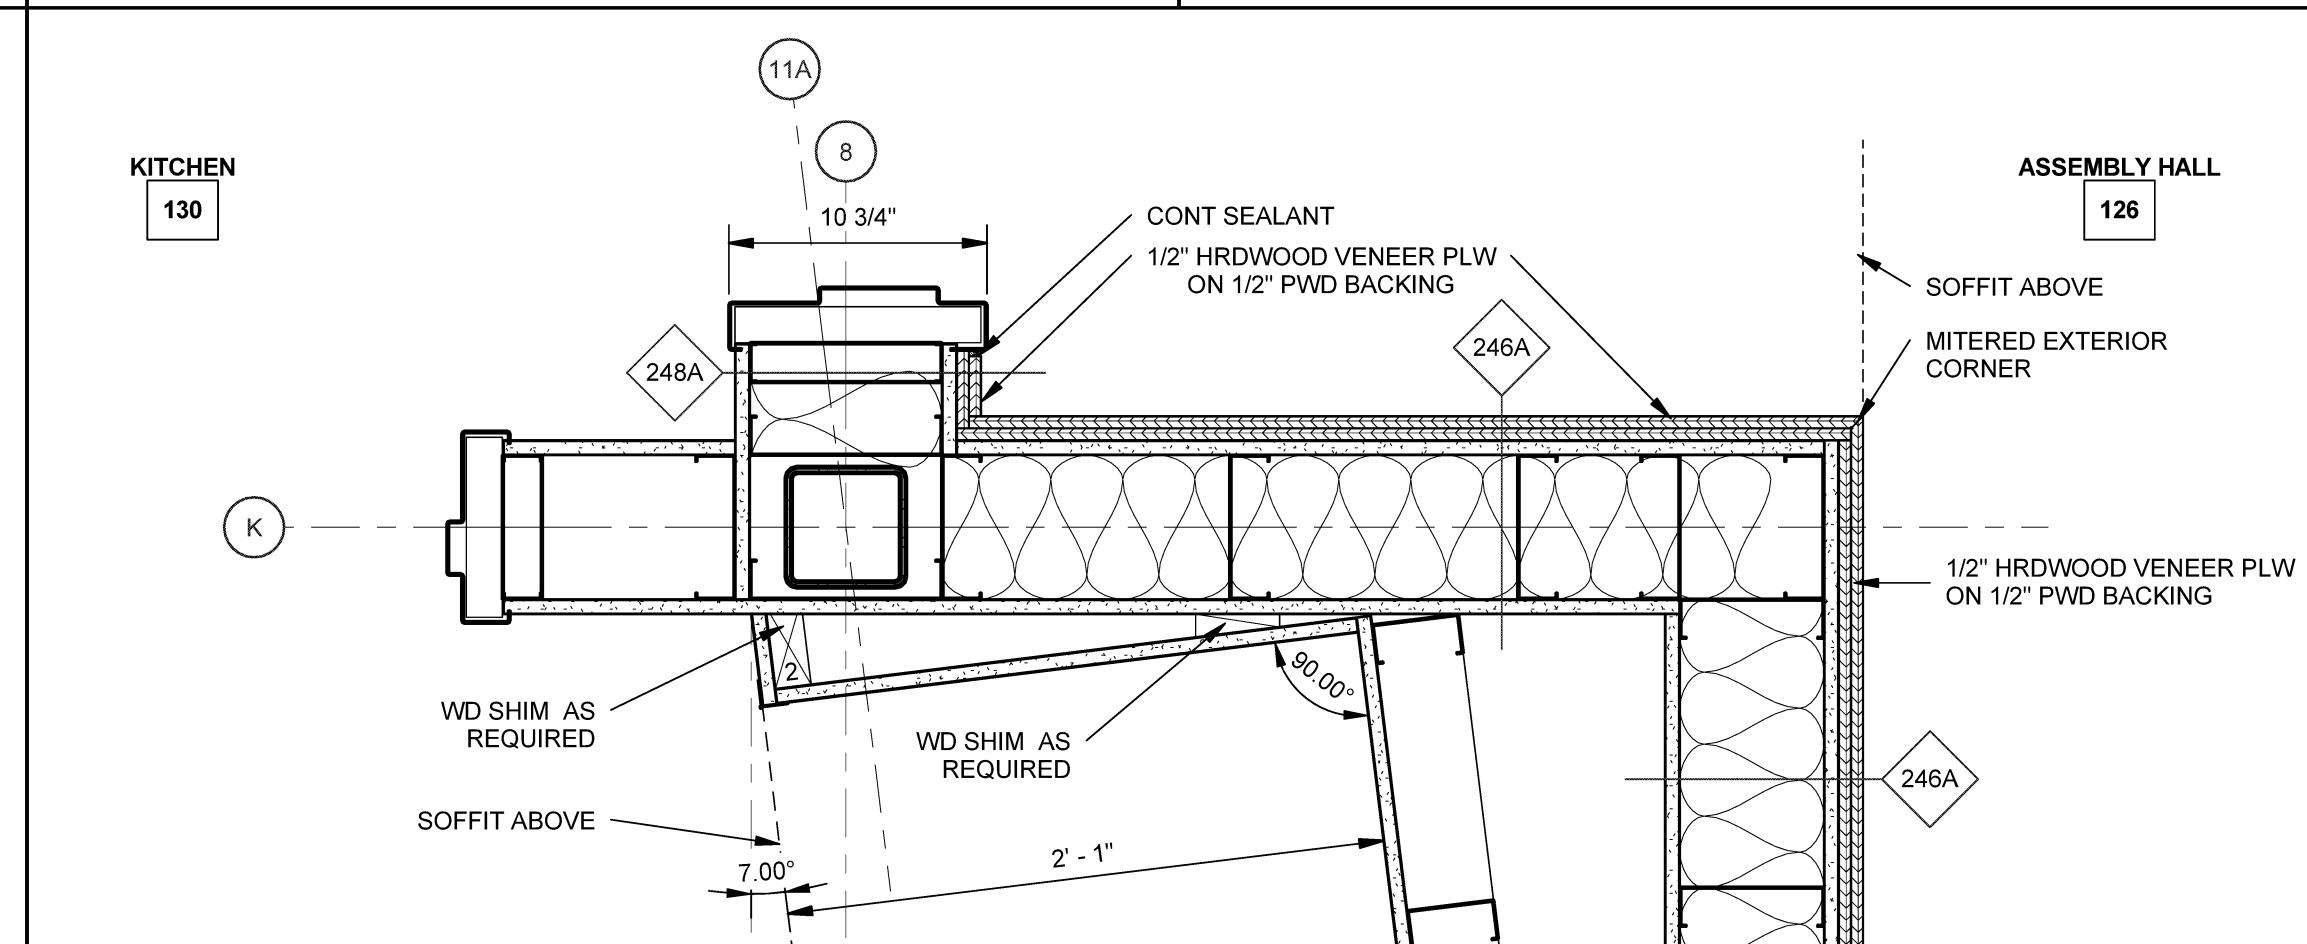 11A
8
KITCHEN
130
10 3/4"
CONT SEALANT
1/2" HRDWOOD VENEER PLW
ON 1/2" PWD BACKING
ASSEMBLY HALL
126
SOFFIT ABOVE
MITERED EXTERIOR
CORNER
248A
246A
K
1/2" HRDWOOD VENEER PLW
ON 1/2" PWD BACKING
2
90.00°
WD SHIM AS
REQUIRED
WD SHIM AS
REQUIRED
246A
SOFFIT ABOVE
7.00°
2' - 1"